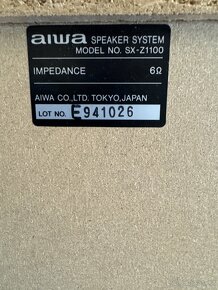 aiwa SPEAKER SYSTEM
MODEL NO. SX-Z1100
IMPEDANCE 6Ω
AIWA CO.,LTD. TOKYO,JAPAN
LOT NO. E941026